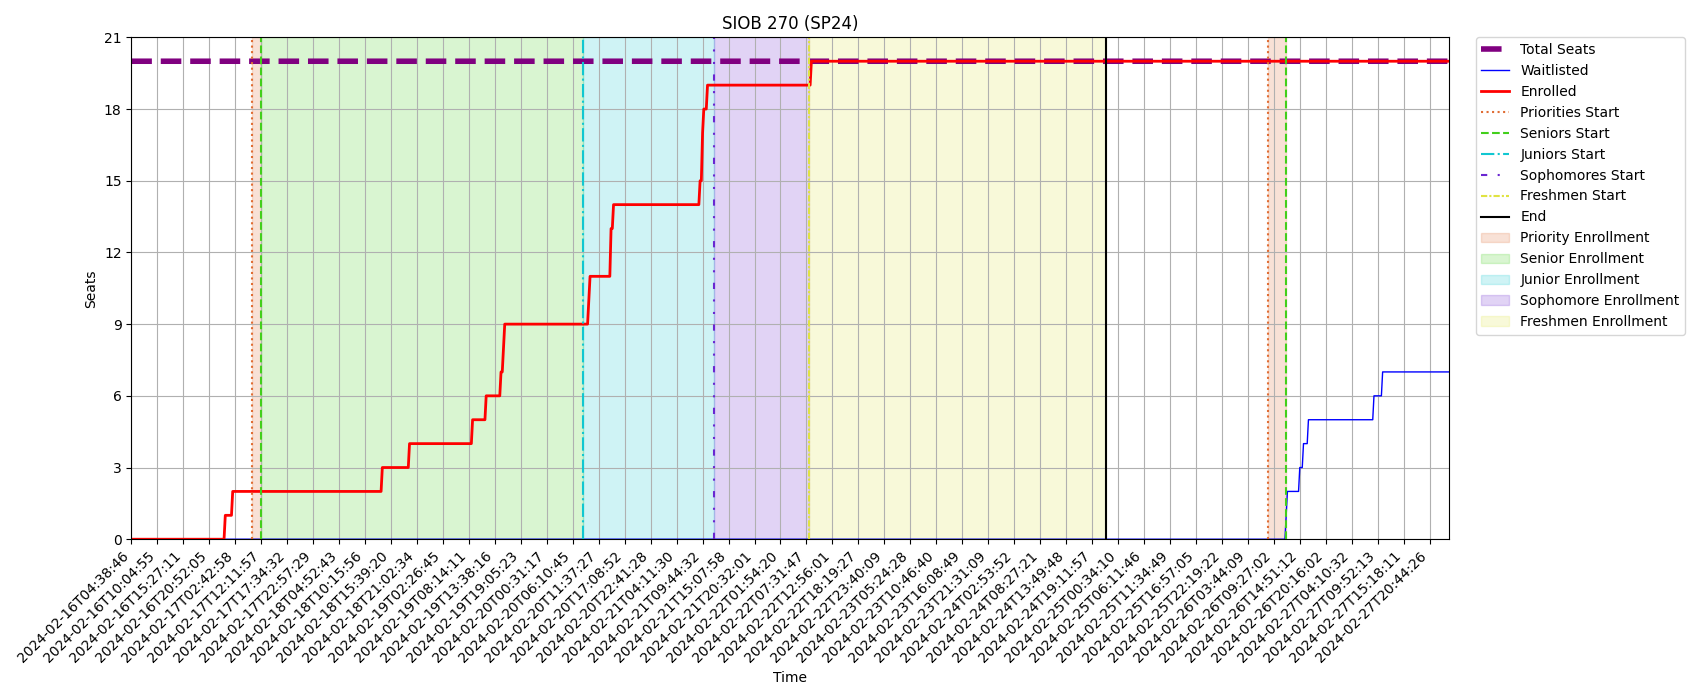 SIOB 270 (SP24)
21
18
15
12
9
6
3
0
Seats
2024-02-16T04:38:46
2024-02-16T10:04:55
2024-02-16T15:27:11
2024-02-16T20:52:05
2024-02-17T02:42:58
2024-02-17T12:11:57
2024-02-17T17:34:32
2024-02-17T22:57:29
2024-02-18T04:52:43
2024-02-18T10:15:56
2024-02-18T15:39:20
2024-02-18T21:02:34
2024-02-19T02:26:45
2024-02-19T08:14:11
2024-02-19T13:38:16
2024-02-19T19:05:23
2024-02-20T00:31:17
2024-02-20T06:10:45
2024-02-20T11:37:27
2024-02-20T17:08:52
2024-02-20T22:41:28
2024-02-21T04:11:30
2024-02-21T09:44:32
2024-02-21T15:07:58
2024-02-21T20:32:01
2024-02-22T01:54:20
2024-02-22T07:31:47
2024-02-22T12:56:01
2024-02-22T18:19:27
2024-02-22T23:40:09
2024-02-23T05:24:28
2024-02-23T10:46:40
2024-02-23T16:08:49
2024-02-23T21:31:09
2024-02-24T02:53:52
2024-02-24T08:27:21
2024-02-24T13:49:48
2024-02-24T19:11:57
2024-02-25T00:34:10
2024-02-25T06:11:46
2024-02-25T11:34:49
2024-02-25T16:57:05
2024-02-25T22:19:22
2024-02-26T03:44:09
2024-02-26T09:27:02
2024-02-26T14:51:12
2024-02-26T20:16:02
2024-02-27T04:10:32
2024-02-27T09:52:13
2024-02-27T15:18:11
2024-02-27T20:44:26
Time
Total Seats
Waitlisted
Enrolled
Priorities Start
Seniors Start
Juniors Start
Sophomores Start
Freshmen Start
End
Priority Enrollment
Senior Enrollment
Junior Enrollment
Sophomore Enrollment
Freshmen Enrollment